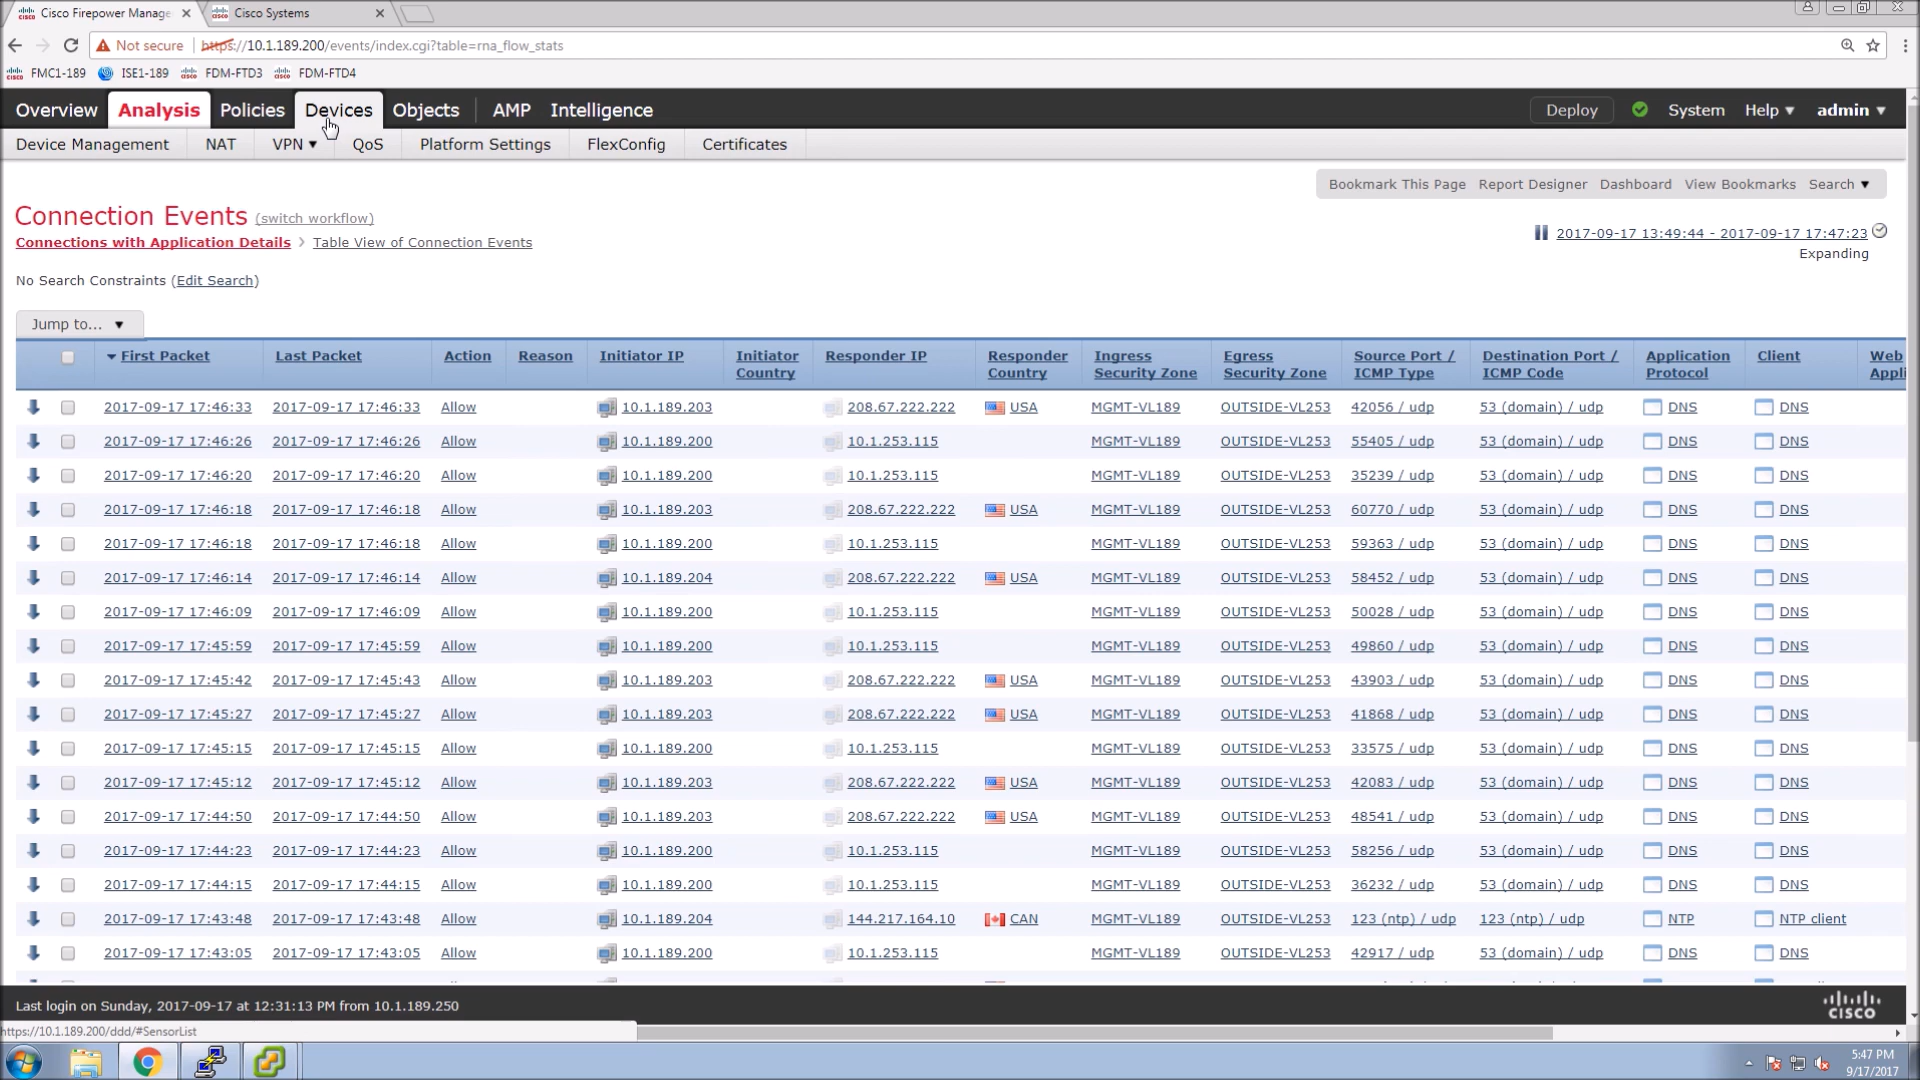 Cisco Firepower Manage
Cisco Systems
Not secure https://10.1.189.200/events/index.cgi?table=rna_flow_stats
FMC1-189 ISE1-189 FDM-FTD3 FDM-FTD4
Overview Analysis Policies Devices Objects AMP Intelligence Deploy System Help admin
Device Management NAT VPN QoS Platform Settings FlexConfig Certificates
Bookmark This Page Report Designer Dashboard View Bookmarks Search
Connection Events (switch workflow)
2017-09-17 13:49:44 - 2017-09-17 17:47:23
Connections with Application Details > Table View of Connection Events
Expanding
No Search Constraints (Edit Search)
Jump to...
First Packet Last Packet Action Reason Initiator IP Initiator Country Responder IP Responder Country Ingress Security Zone Egress Security Zone Source Port / ICMP Type Destination Port / ICMP Code Application Protocol Client Web Appli
2017-09-17 17:46:33 2017-09-17 17:46:33 Allow 10.1.189.203 208.67.222.222 USA MGMT-VL189 OUTSIDE-VL253 42056 / udp 53 (domain) / udp DNS DNS
2017-09-17 17:46:26 2017-09-17 17:46:26 Allow 10.1.189.200 10.1.253.115 MGMT-VL189 OUTSIDE-VL253 55405 / udp 53 (domain) / udp DNS DNS
2017-09-17 17:46:20 2017-09-17 17:46:20 Allow 10.1.189.200 10.1.253.115 MGMT-VL189 OUTSIDE-VL253 35239 / udp 53 (domain) / udp DNS DNS
2017-09-17 17:46:18 2017-09-17 17:46:18 Allow 10.1.189.203 208.67.222.222 USA MGMT-VL189 OUTSIDE-VL253 60770 / udp 53 (domain) / udp DNS DNS
2017-09-17 17:46:18 2017-09-17 17:46:18 Allow 10.1.189.200 10.1.253.115 MGMT-VL189 OUTSIDE-VL253 59363 / udp 53 (domain) / udp DNS DNS
2017-09-17 17:46:14 2017-09-17 17:46:14 Allow 10.1.189.204 208.67.222.222 USA MGMT-VL189 OUTSIDE-VL253 58452 / udp 53 (domain) / udp DNS DNS
2017-09-17 17:46:09 2017-09-17 17:46:09 Allow 10.1.189.200 10.1.253.115 MGMT-VL189 OUTSIDE-VL253 50028 / udp 53 (domain) / udp DNS DNS
2017-09-17 17:45:59 2017-09-17 17:45:59 Allow 10.1.189.200 10.1.253.115 MGMT-VL189 OUTSIDE-VL253 49860 / udp 53 (domain) / udp DNS DNS
2017-09-17 17:45:42 2017-09-17 17:45:43 Allow 10.1.189.203 208.67.222.222 USA MGMT-VL189 OUTSIDE-VL253 43903 / udp 53 (domain) / udp DNS DNS
2017-09-17 17:45:27 2017-09-17 17:45:27 Allow 10.1.189.203 208.67.222.222 USA MGMT-VL189 OUTSIDE-VL253 41868 / udp 53 (domain) / udp DNS DNS
2017-09-17 17:45:15 2017-09-17 17:45:15 Allow 10.1.189.200 10.1.253.115 MGMT-VL189 OUTSIDE-VL253 33575 / udp 53 (domain) / udp DNS DNS
2017-09-17 17:45:12 2017-09-17 17:45:12 Allow 10.1.189.203 208.67.222.222 USA MGMT-VL189 OUTSIDE-VL253 42083 / udp 53 (domain) / udp DNS DNS
2017-09-17 17:44:50 2017-09-17 17:44:50 Allow 10.1.189.203 208.67.222.222 USA MGMT-VL189 OUTSIDE-VL253 48541 / udp 53 (domain) / udp DNS DNS
2017-09-17 17:44:23 2017-09-17 17:44:23 Allow 10.1.189.200 10.1.253.115 MGMT-VL189 OUTSIDE-VL253 58256 / udp 53 (domain) / udp DNS DNS
2017-09-17 17:44:15 2017-09-17 17:44:15 Allow 10.1.189.200 10.1.253.115 MGMT-VL189 OUTSIDE-VL253 36232 / udp 53 (domain) / udp DNS DNS
2017-09-17 17:43:48 2017-09-17 17:43:48 Allow 10.1.189.204 144.217.164.10 CAN MGMT-VL189 OUTSIDE-VL253 123 (ntp) / udp 123 (ntp) / udp NTP NTP client
2017-09-17 17:43:05 2017-09-17 17:43:05 Allow 10.1.189.200 10.1.253.115 MGMT-VL189 OUTSIDE-VL253 42917 / udp 53 (domain) / udp DNS DNS
Last login on Sunday, 2017-09-17 at 12:31:13 PM from 10.1.189.250
CISCO
https://10.1.189.200/ddd/#SensorList
5:47 PM
9/17/2017